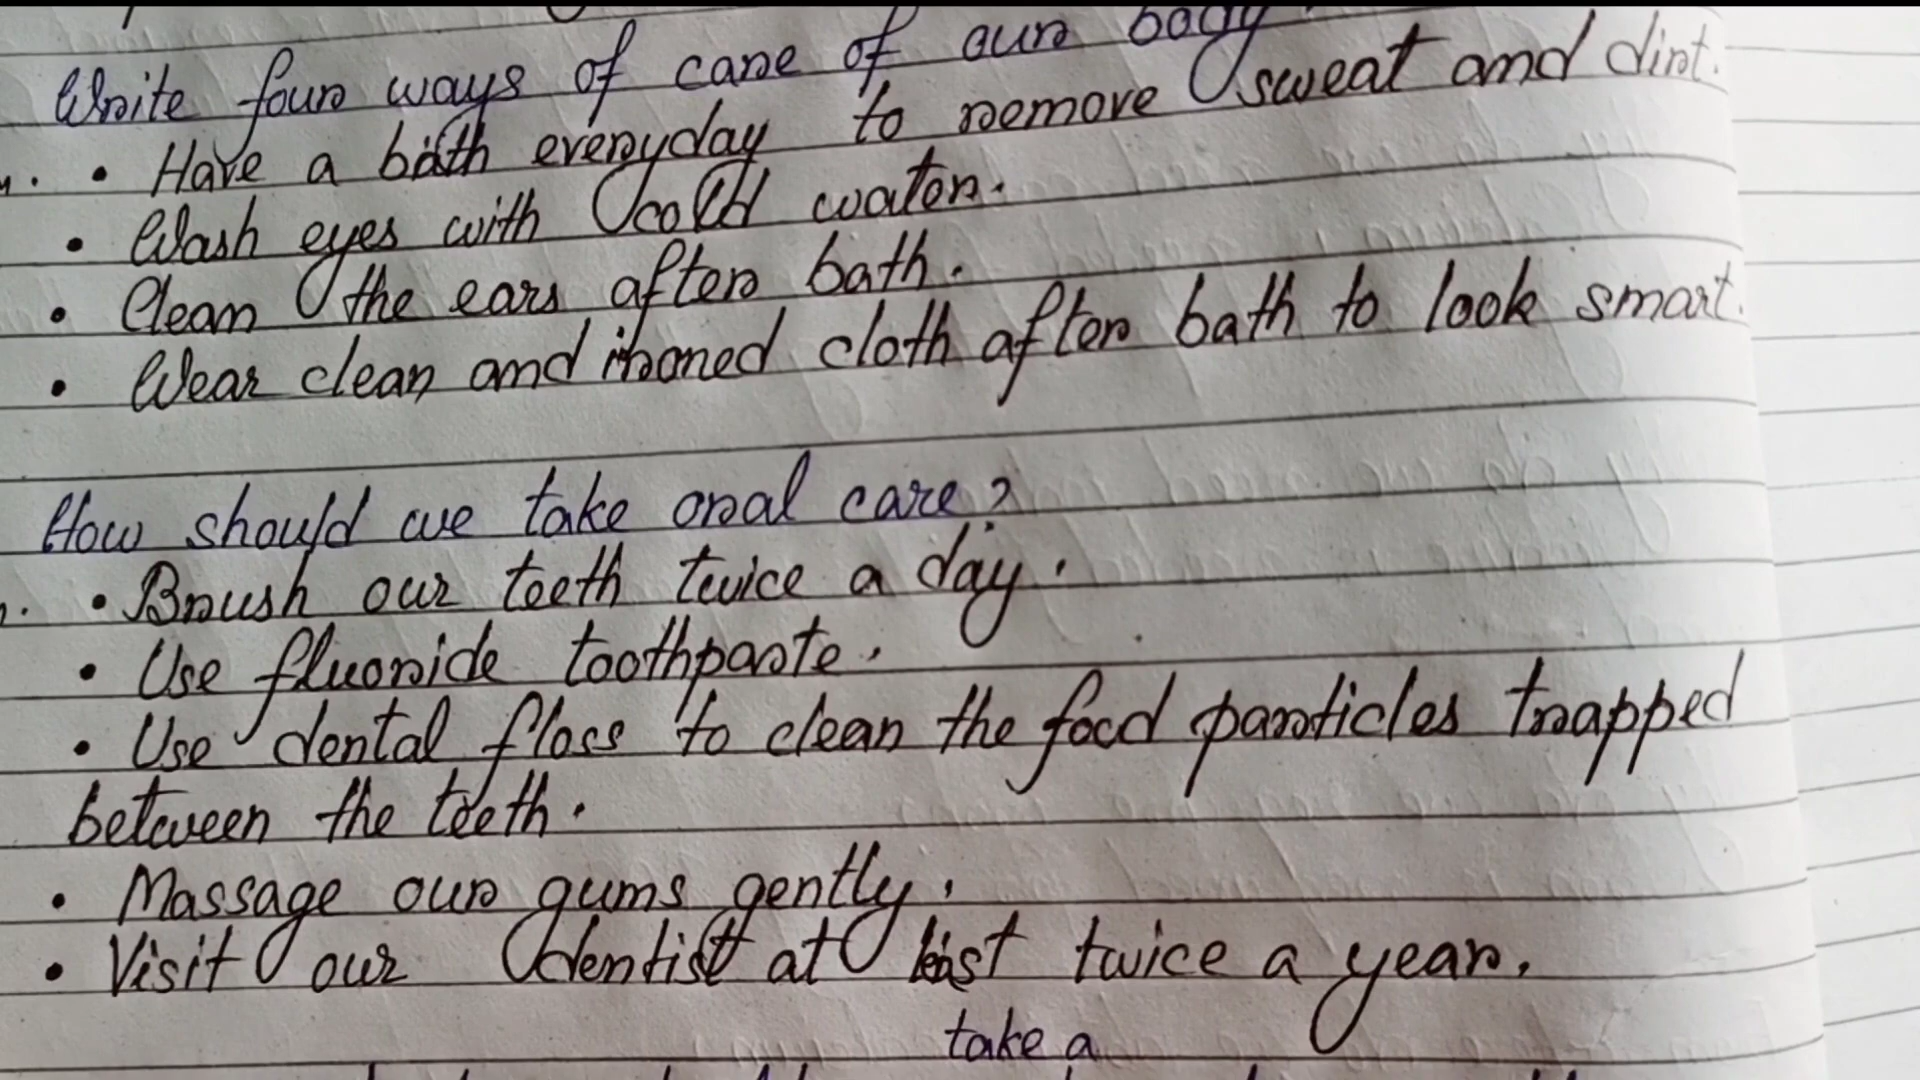 Write four ways of care of our body.
• Have a bath everyday to remove sweat and dirt.
• Wash eyes with cold water.
• Clean the ears after bath.
• Wear clean and ironed cloth after bath to look smart.
How should we take oral care?
• Brush our teeth twice a day.
• Use fluoride toothpaste.
• Use dental floss to clean the food particles trapped
between the teeth.
• Massage our gums gently.
• Visit our dentist at least twice a year.
take a